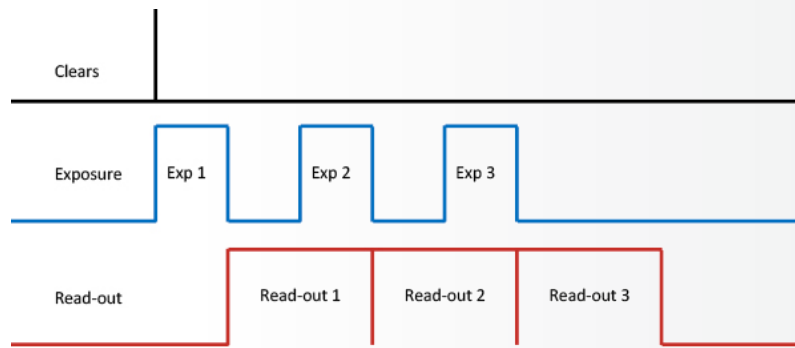 Clears
Exposure
Exp 1
Exp 2
Exp 3
Read-out
Read-out 1
Read-out 2
Read-out 3